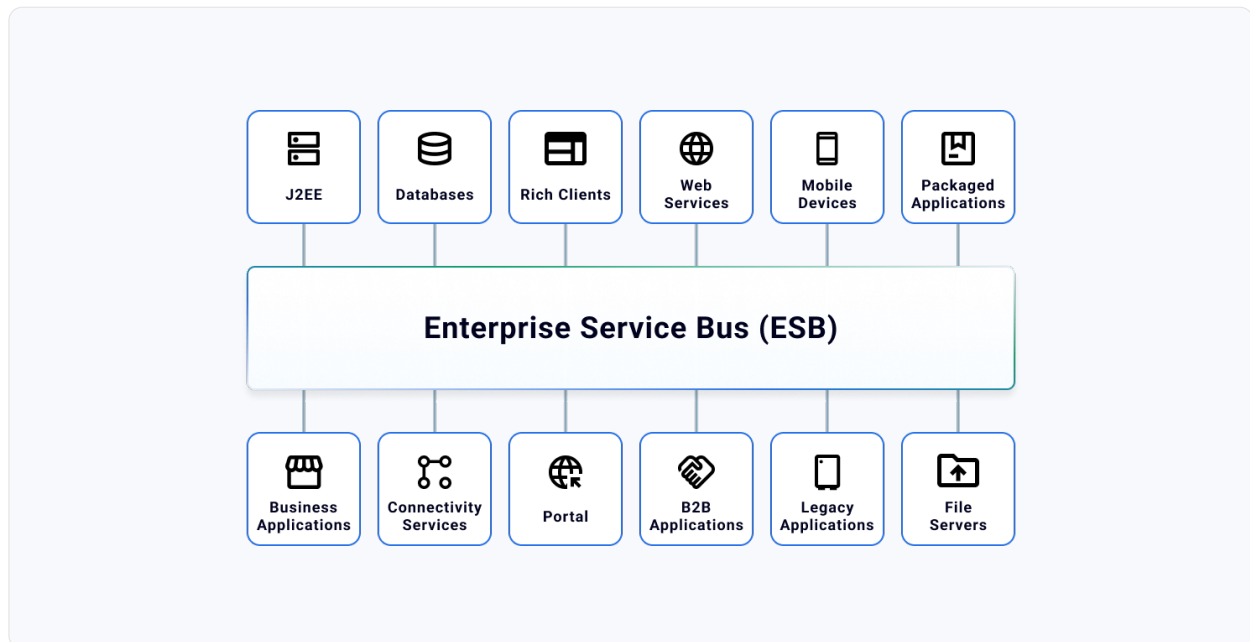 J2EE
Databases
Rich Clients
Web
Services
Mobile
Devices
Packaged
Applications
Enterprise Service Bus (ESB)
Business
Applications
Connectivity
Services
Portal
B2B
Applications
Legacy
Applications
File
Servers